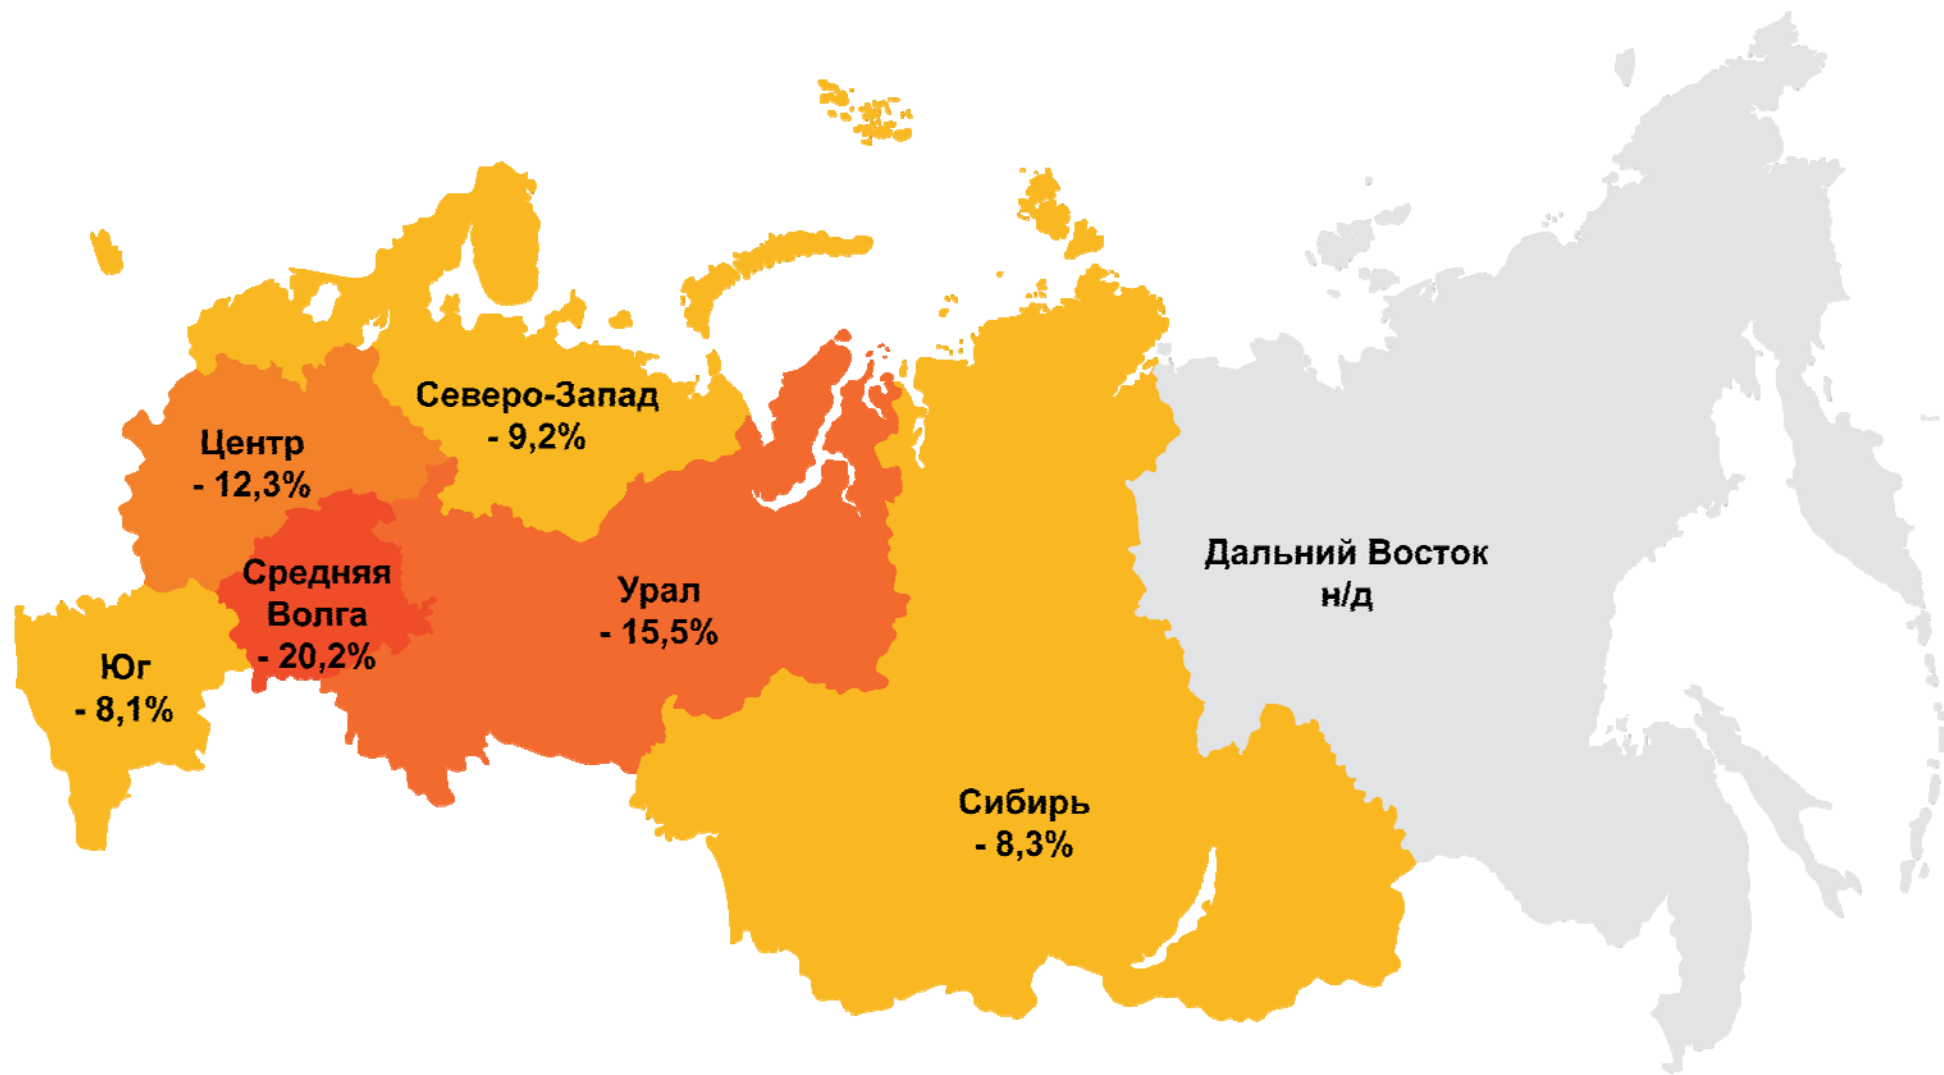 Северо-Запад
- 9,2%
Центр
- 12,3%
Средняя
Волга
- 20,2%
Урал
- 15,5%
Юг
- 8,1%
Дальний Восток
н/д
Сибирь
- 8,3%